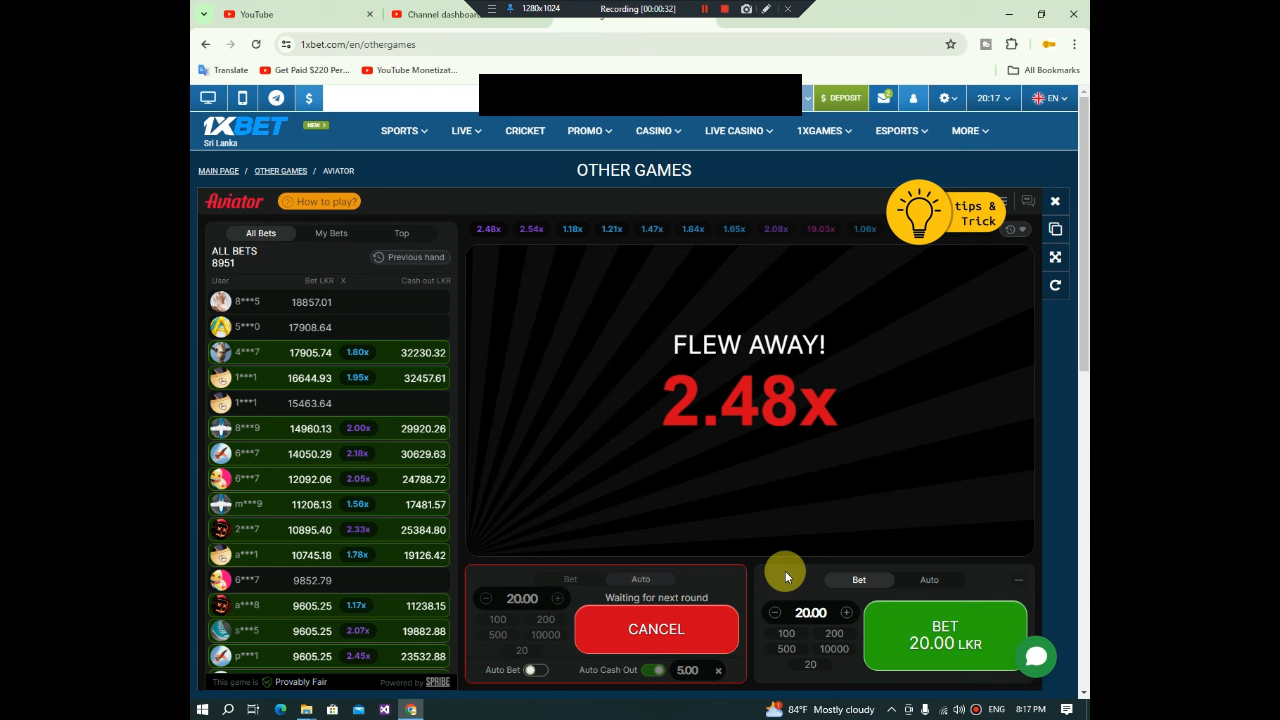 1280x1024 Recording [00:00:32]
YouTube Channel dashboard
1xbet.com/en/othergames
Translate Get Paid $220 Per... YouTube Monetizat... All Bookmarks
$ $ DEPOSIT 2 20:17 EN
1XBET NEW >
Sri Lanka
SPORTS LIVE CRICKET PROMO CASINO LIVE CASINO 1XGAMES ESPORTS MORE
MAIN PAGE / OTHER GAMES / AVIATOR
OTHER GAMES
Aviator ? How to play?
tips &
Trick
All Bets My Bets Top
2.48x 2.54x 1.18x 1.21x 1.47x 1.84x 1.65x 2.08x 19.03x 1.06x
ALL BETS
8951
Previous hand
User Bet LKR X Cash out LKR
8***5 18857.01
5***0 17908.64
4***7 17905.74 1.80x 32230.32
1***1 16644.93 1.95x 32457.61
1***1 15463.64
8***9 14960.13 2.00x 29920.26
6***7 14050.29 2.18x 30629.63
6***7 12092.06 2.05x 24788.72
m***9 11206.13 1.56x 17481.57
2***7 10895.40 2.33x 25384.80
a***1 10745.18 1.78x 19126.42
6***7 9852.79
a***8 9605.25 1.17x 11238.15
s***5 9605.25 2.07x 19882.88
p***1 9605.25 2.45x 23532.88
This game is Provably Fair Powered by SPRIBE
FLEW AWAY!
2.48x
Bet Auto
20.00
100 200
500 10000
20
Waiting for next round
CANCEL
Auto Bet Auto Cash Out 5.00 x
Bet Auto
20.00
100 200
500 10000
20
BET
20.00 LKR
84°F Mostly cloudy ENG 8:17 PM